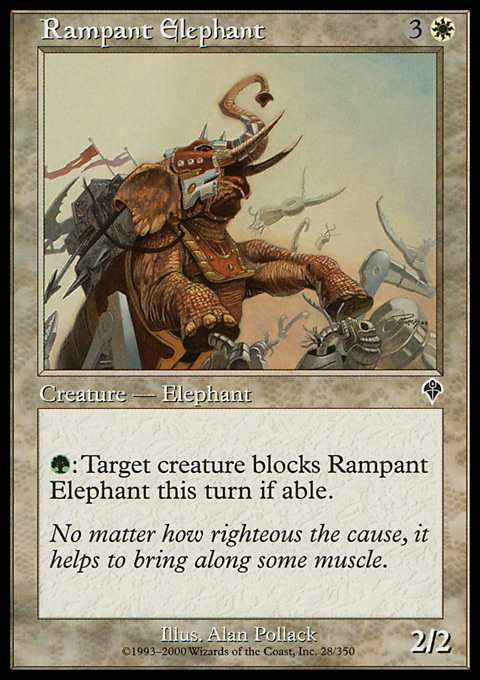 Rampant Elephant 3
Creature — Elephant
: Target creature blocks Rampant
Elephant this turn if able.
No matter how righteous the cause, it
helps to bring along some muscle.
Illus. Alan Pollack
©1993–2000 Wizards of the Coast, Inc. 28/350
2/2